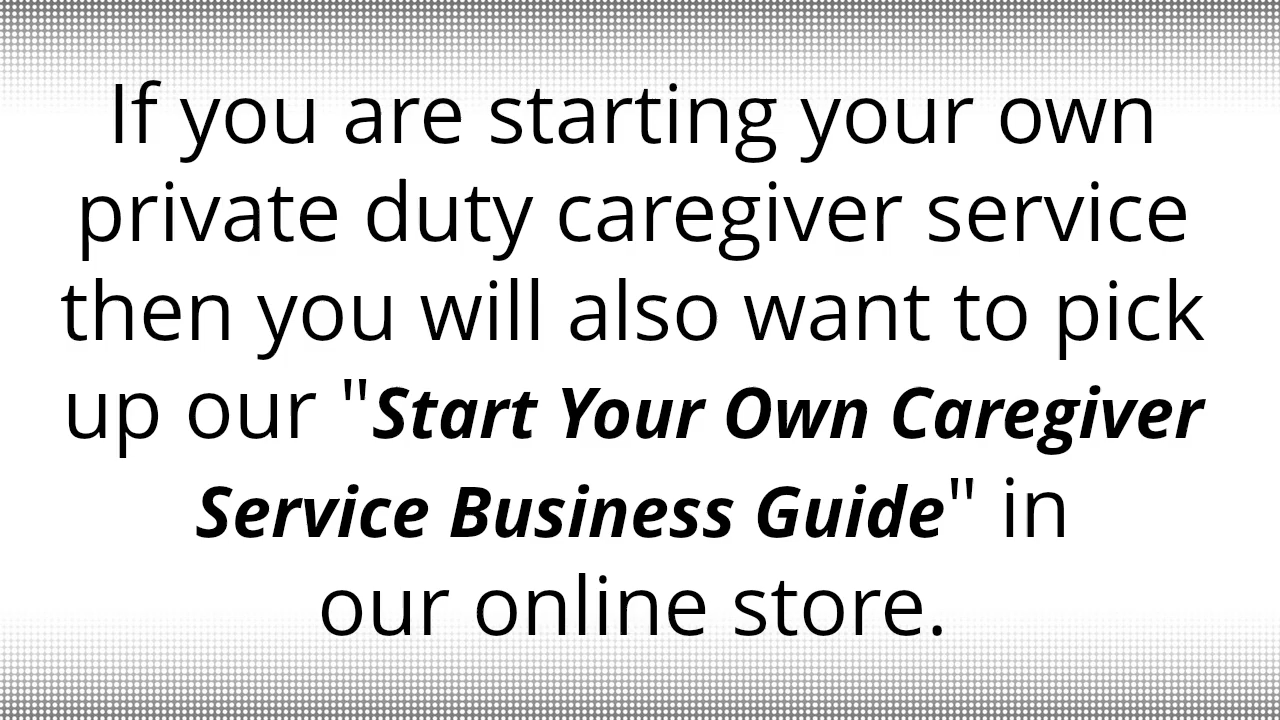 If you are starting your own
private duty caregiver service
then you will also want to pick
up our "Start Your Own Caregiver
Service Business Guide" in
our online store.